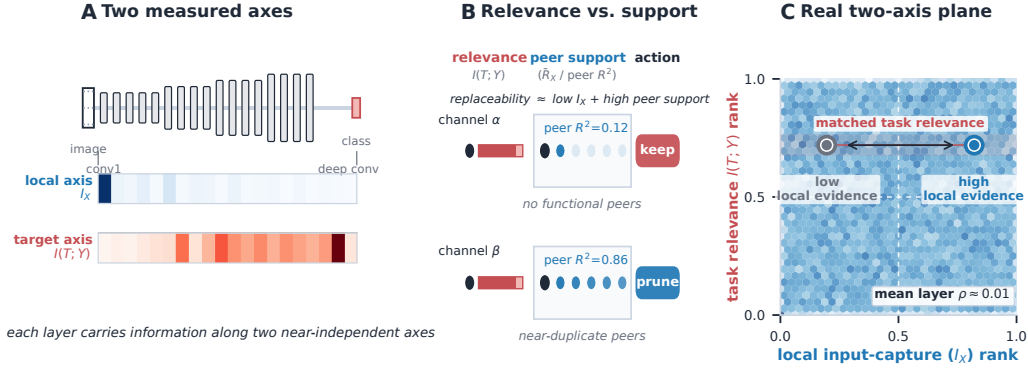 A Two measured axes
image
class
conv1
deep conv
local axis
I_X
target axis
I(T; Y)
each layer carries information along two near-independent axes
B Relevance vs. support
relevance peer support action
I(T; Y) (R̄_X / peer R²)
replaceability ≈ low I_X + high peer support
channel α
peer R²=0.12
keep
no functional peers
channel β
peer R²=0.86
prune
near-duplicate peers
C Real two-axis plane
task relevance I(T; Y) rank
1.0
matched task relevance
low
local evidence
high
local evidence
0.5
mean layer ρ ≈ 0.01
0.0
0.0 0.5 1.0
local input-capture (I_X) rank